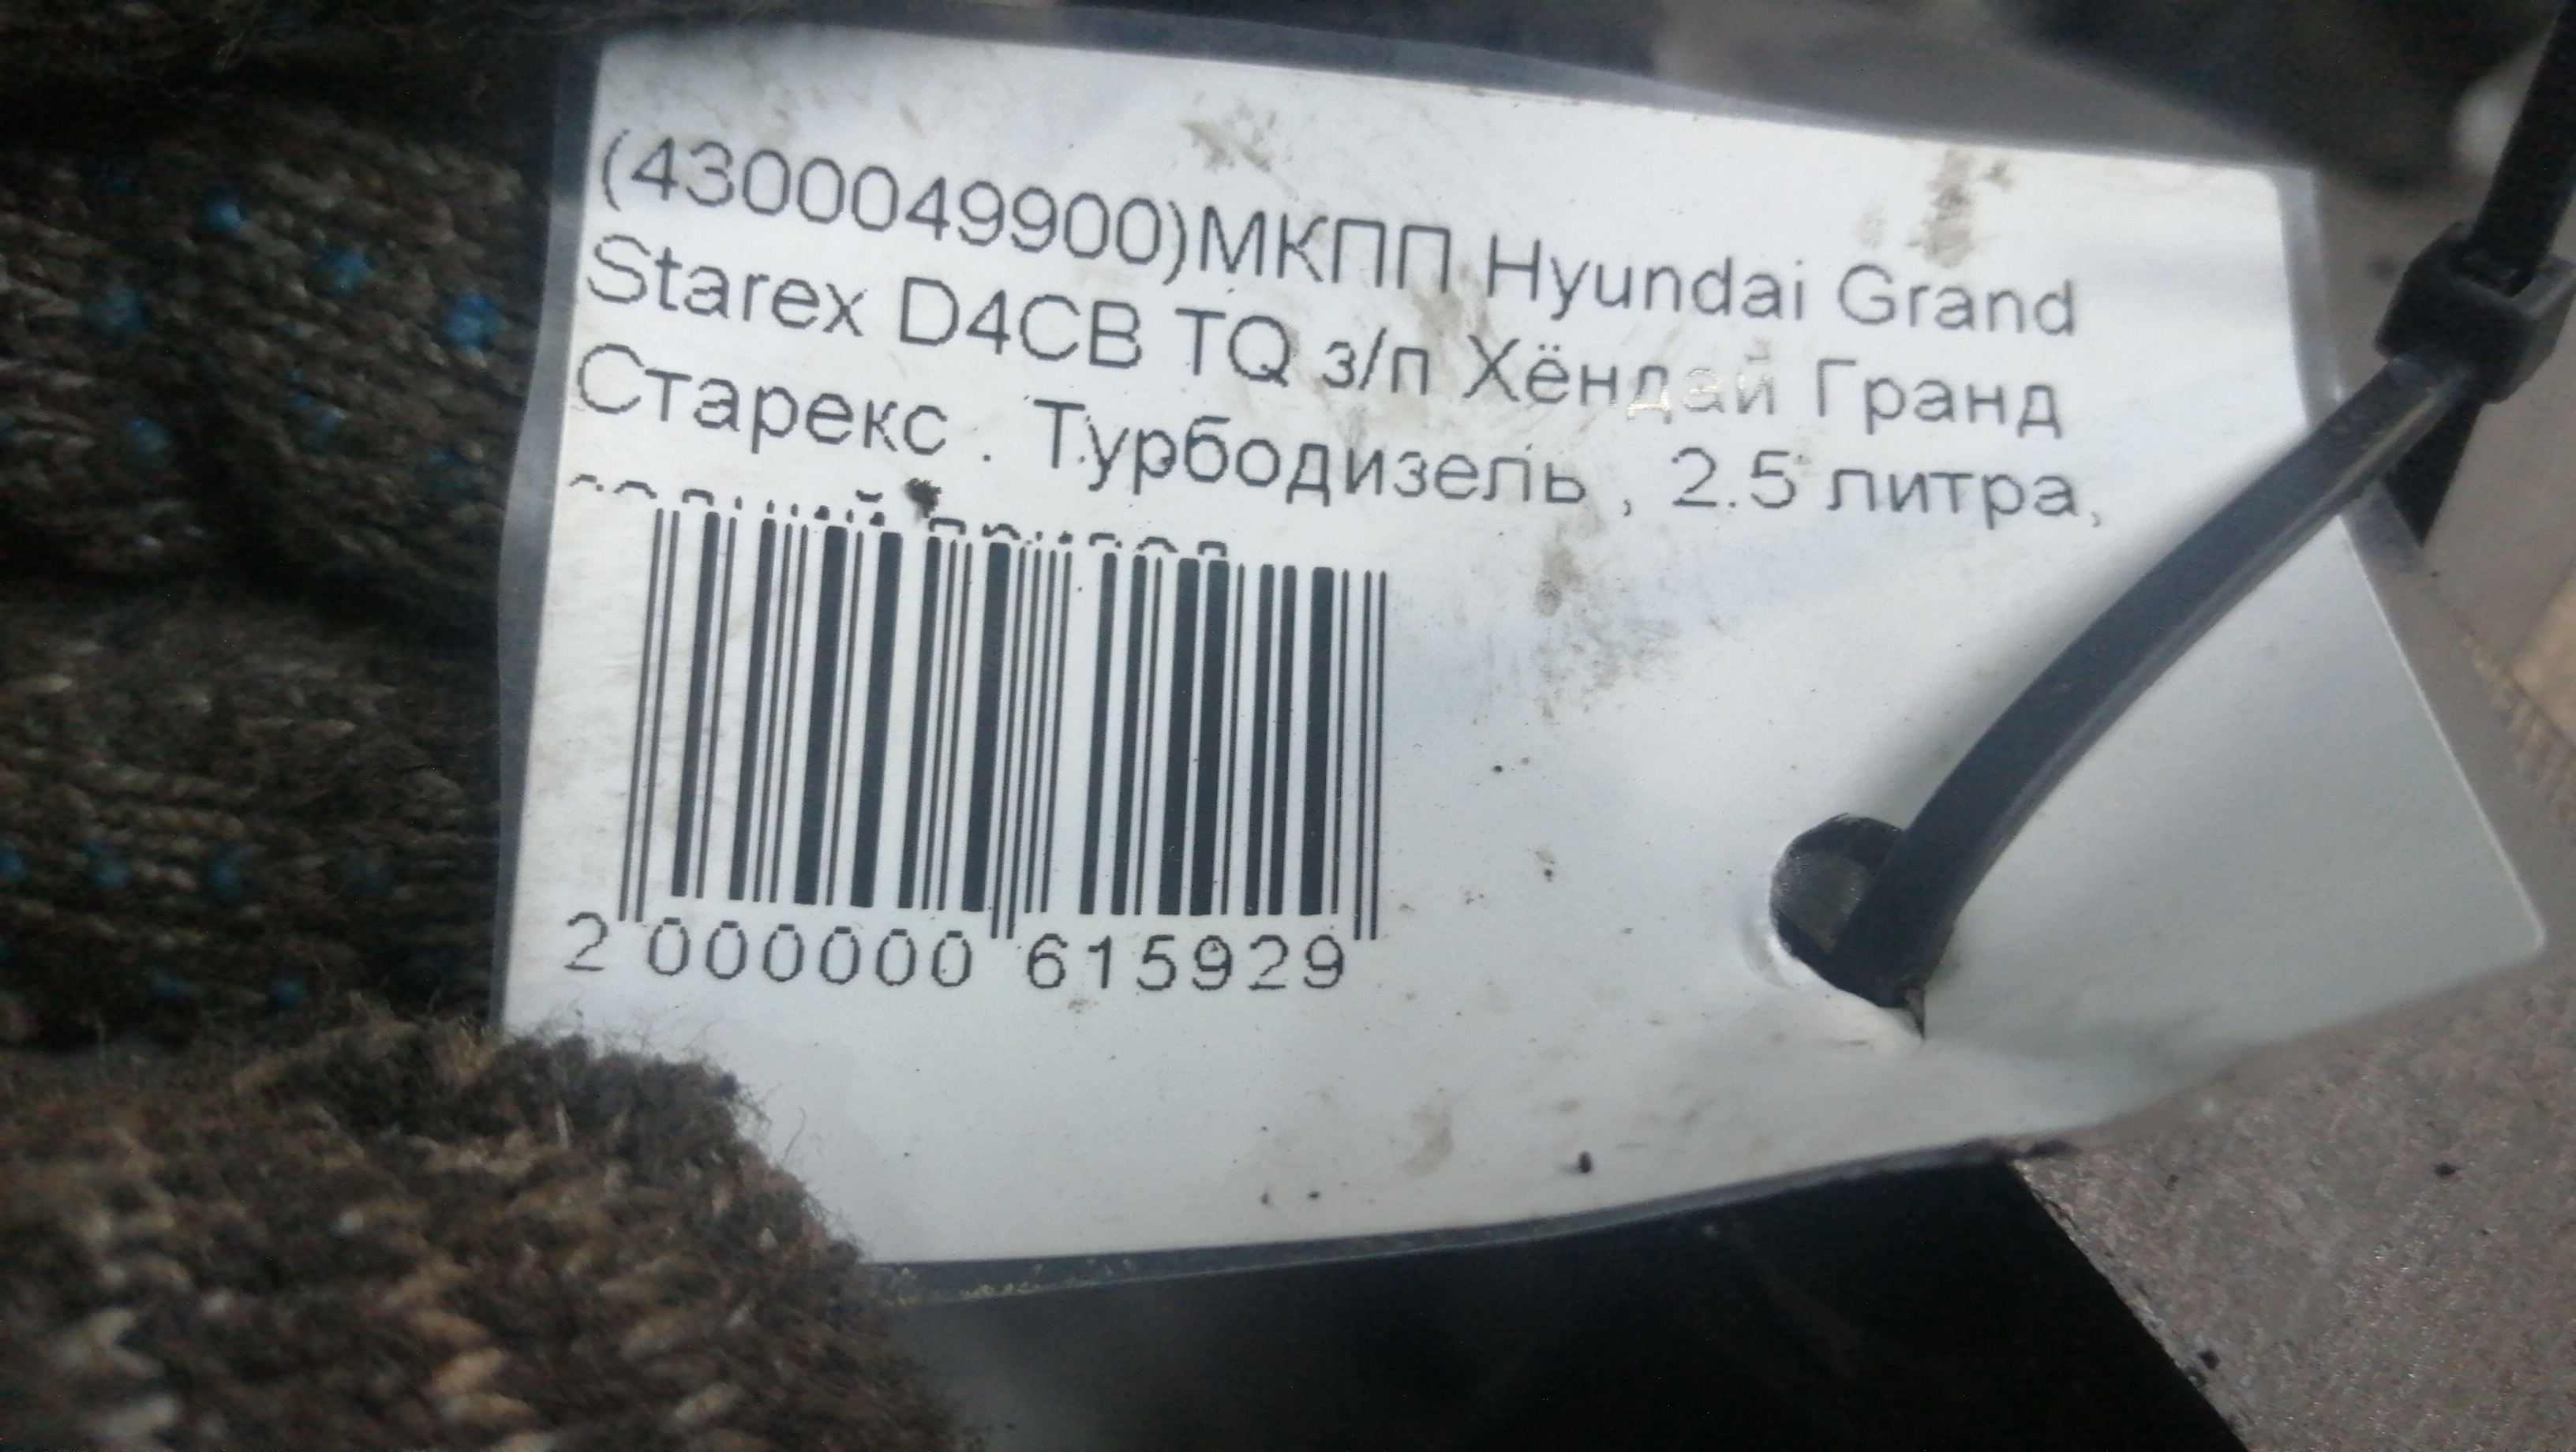 (4300049900)МКПП Hyundai Grand
Starex D4CB TQ з/п Хёндай Гранд
Старекс . Турбодизель , 2.5 литра,
2 000000 615929